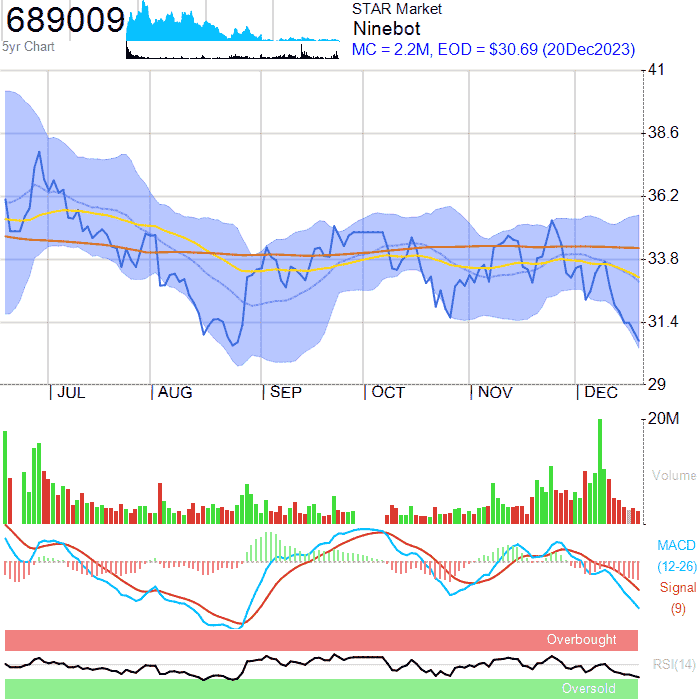 689009
5yr Chart
STAR Market
Ninebot
MC = 2.2M, EOD = $30.69 (20Dec2023)
41
38.6
36.2
33.8
31.4
29
JUL AUG SEP OCT NOV DEC
20M
Volume
MACD
(12-26)
Signal
(9)
Overbought
RSI(14)
Oversold